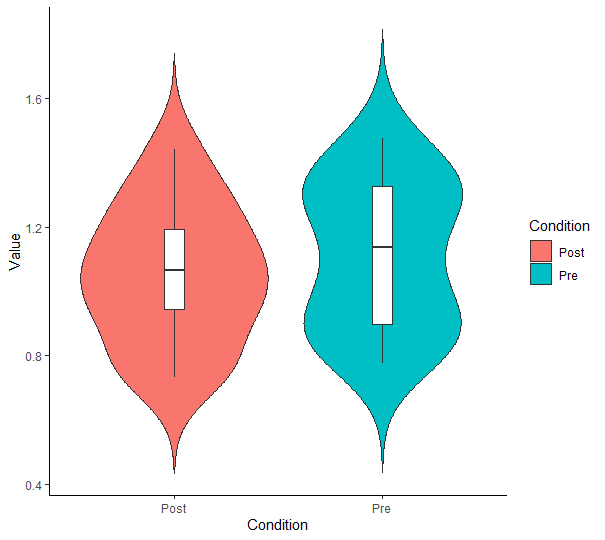 Value
1.6
1.2
0.8
0.4
Post
Pre
Condition
Condition
Post
Pre